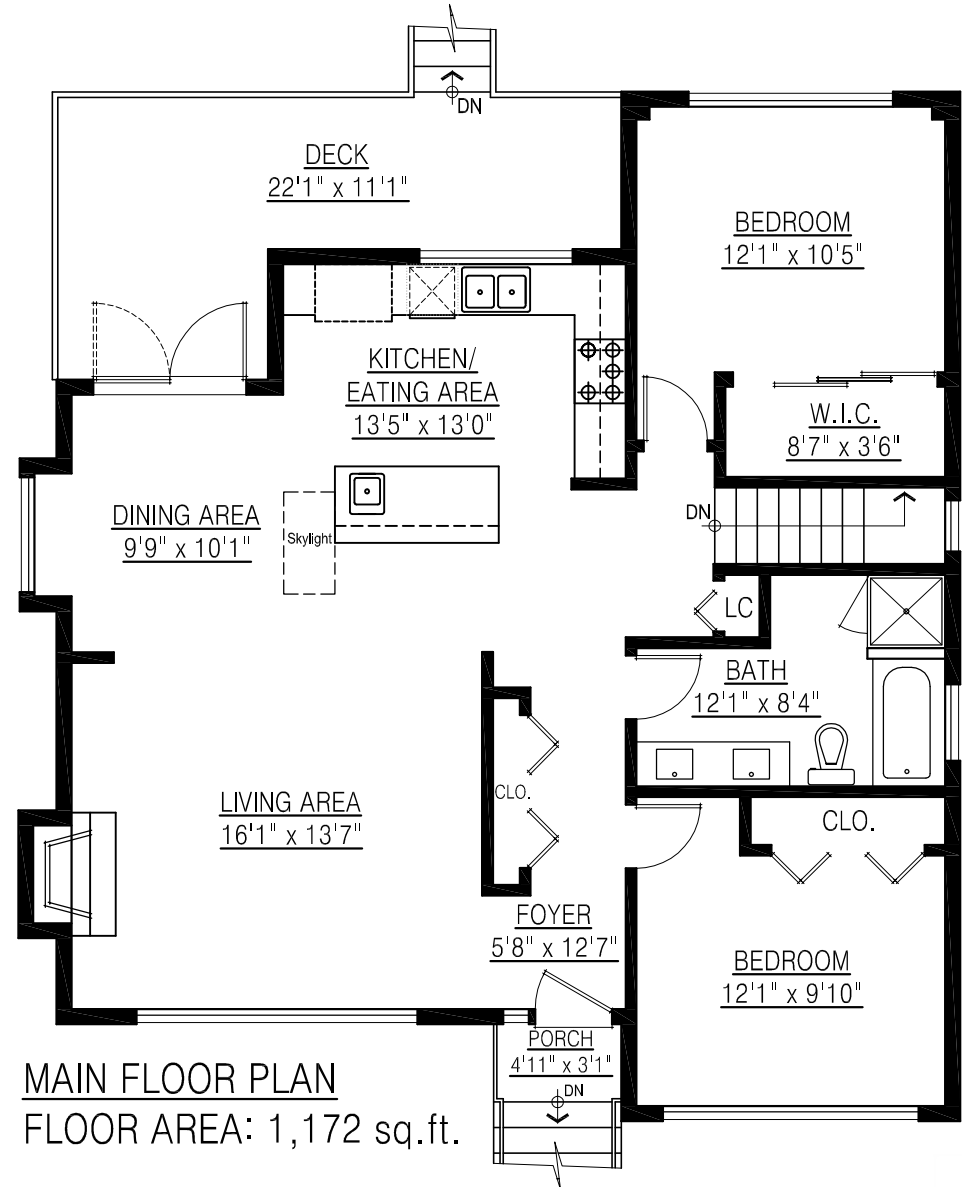 DN
DECK
22'1" x 11'1"
BEDROOM
12'1" x 10'5"
KITCHEN/
EATING AREA
13'5" x 13'0"
W.I.C.
8'7" x 3'6"
DINING AREA
9'9" x 10'1"
Skylight
DN
LC
BATH
12'1" x 8'4"
LIVING AREA
16'1" x 13'7"
CLO.
CLO.
FOYER
5'8" x 12'7"
BEDROOM
12'1" x 9'10"
PORCH
4'11" x 3'1"
DN
MAIN FLOOR PLAN
FLOOR AREA: 1,172 sq.ft.